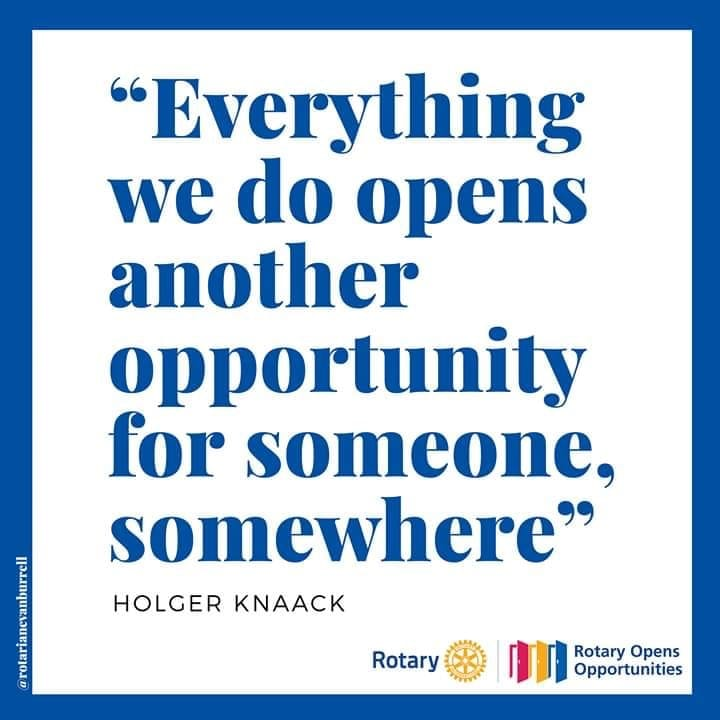 “Everything
we do opens
another
opportunity
for someone,
somewhere”
HOLGER KNAACK
@rotarianevanburrell
Rotary
Rotary Opens
Opportunities